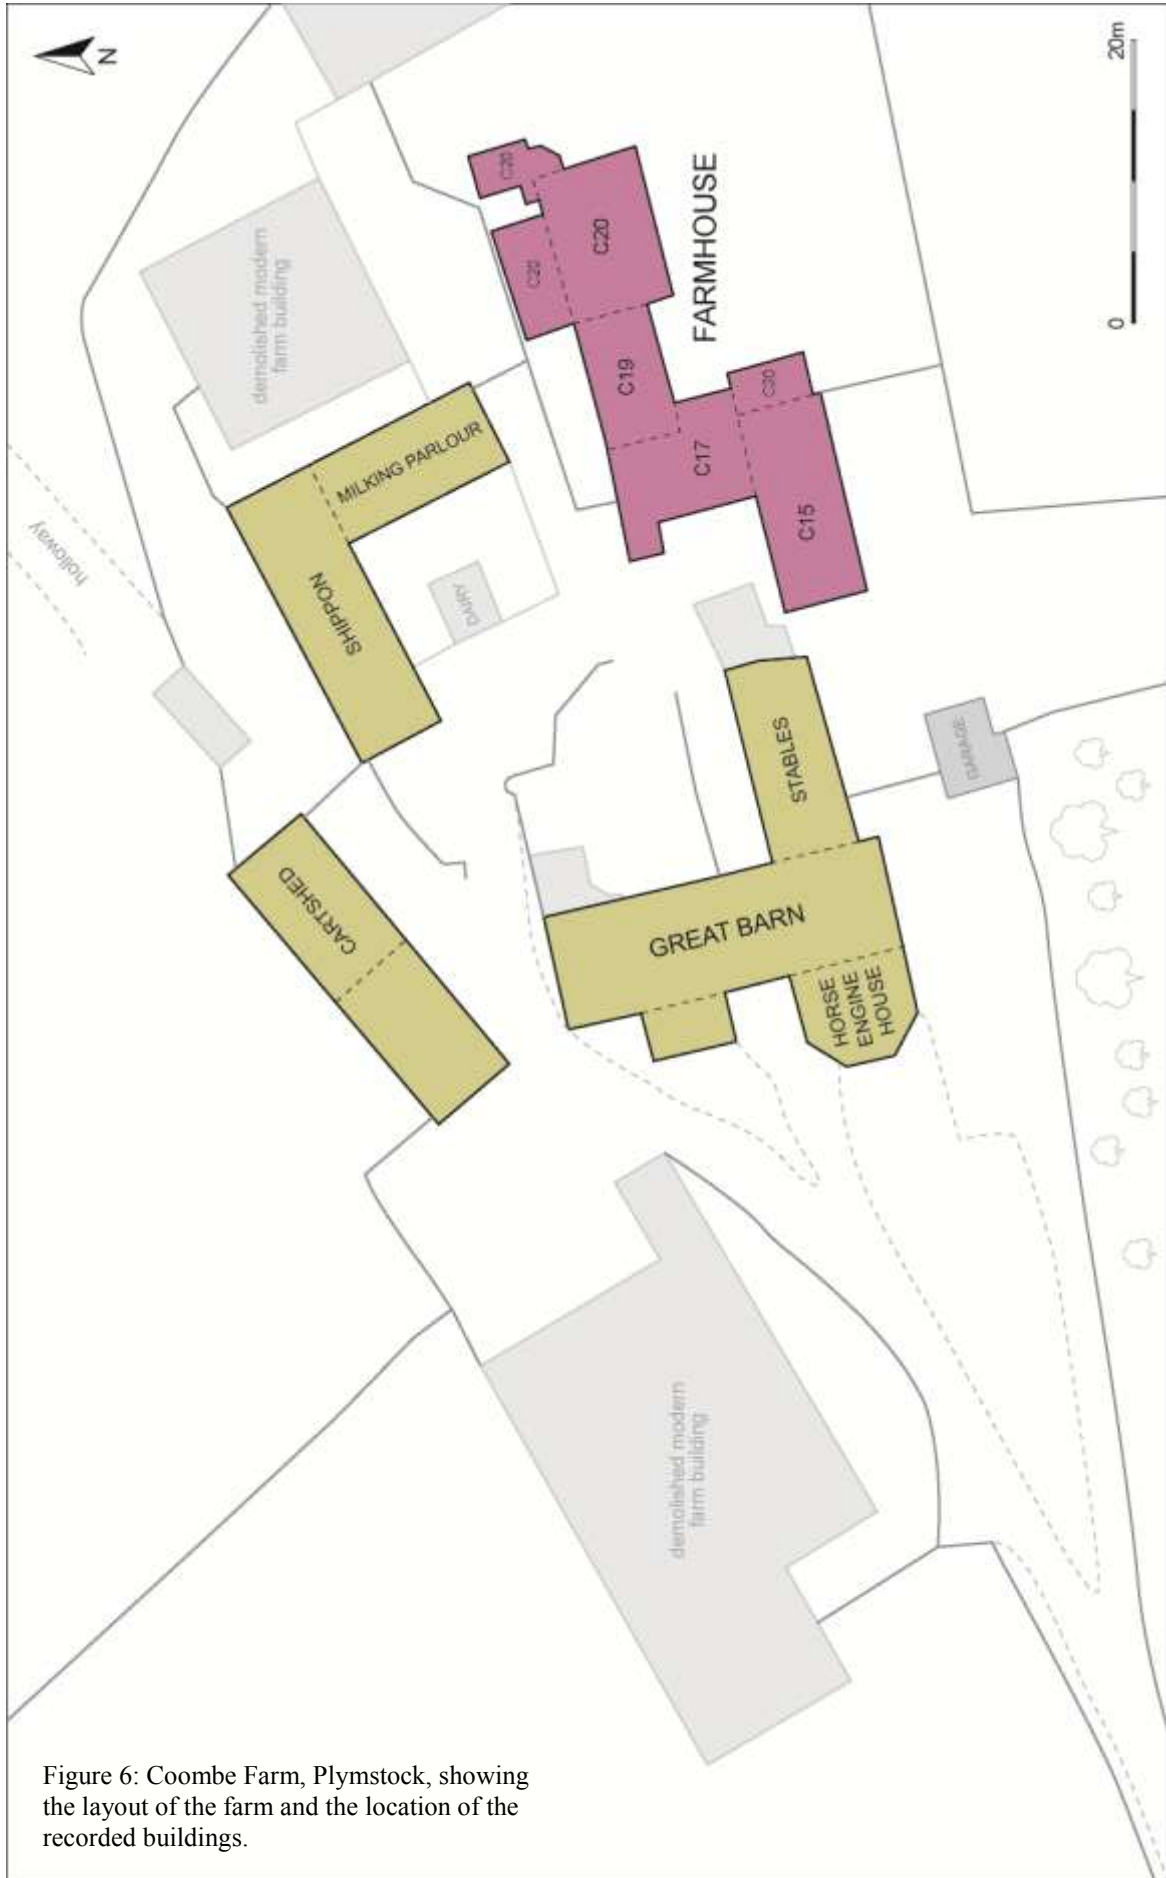 N
20m
0
holloway
demolished modern
farm building
C20
C20
C20
FARMHOUSE
C19
C17
C20
C15
MILKING PARLOUR
SHIPPON
DAIRY
CARTSHED
STABLES
GARAGE
GREAT BARN
HORSE
ENGINE
HOUSE
demolished modern
farm building
Figure 6: Coombe Farm, Plymstock, showing
the layout of the farm and the location of the
recorded buildings.